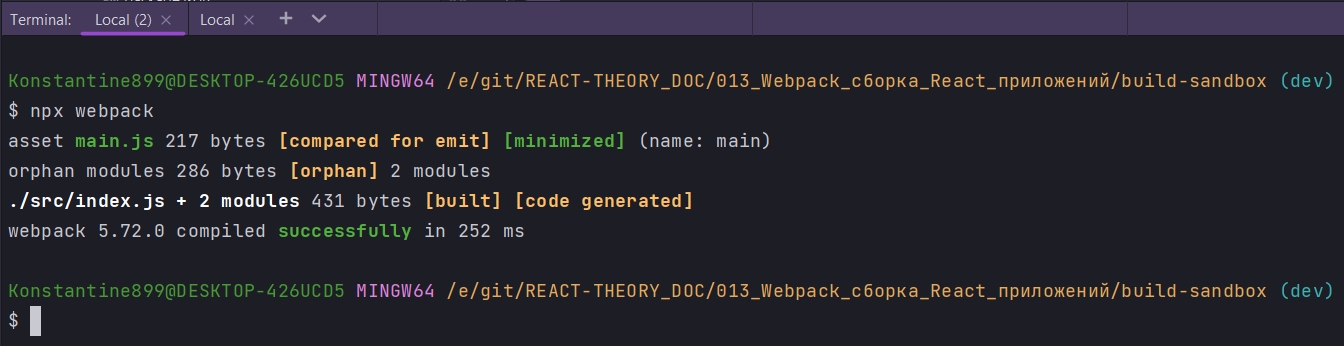 Terminal: Local (2) × Local × +
Konstantine899@DESKTOP-426UCD5 MINGW64 /e/git/REACT-THEORY_DOC/013_Webpack_сборка_React_приложений/build-sandbox (dev)
$ npx webpack
asset main.js 217 bytes [compared for emit] [minimized] (name: main)
orphan modules 286 bytes [orphan] 2 modules
./src/index.js + 2 modules 431 bytes [built] [code generated]
webpack 5.72.0 compiled successfully in 252 ms
Konstantine899@DESKTOP-426UCD5 MINGW64 /e/git/REACT-THEORY_DOC/013_Webpack_сборка_React_приложений/build-sandbox (dev)
$